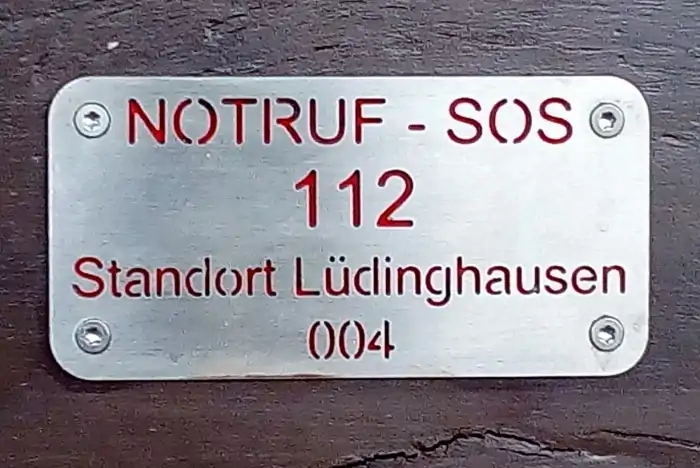 NOTRUF - SOS
112
Standort Lüdinghausen
004